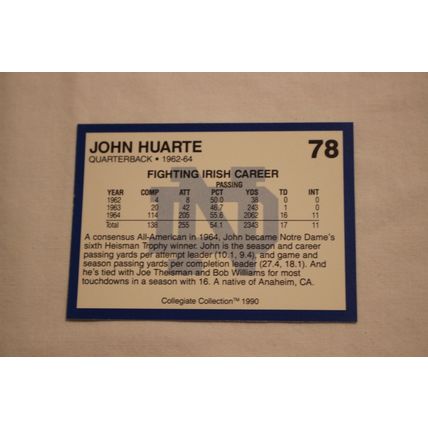 JOHN HUARTE 78
QUARTERBACK • 1962-64
FIGHTING IRISH CAREER
PASSING
YEAR COMP ATT PCT YDS TD INT
1962 4 8 50.0 38 0 0
1963 20 42 46.7 243 1 0
1964 114 205 55.6 2062 16 11
Total 138 255 54.1 2343 17 11
A consensus All-American in 1964, John became Notre Dame's
sixth Heisman Trophy winner. John is the season and career
passing yards per attempt leader (10.1, 9.4), and game and
season passing yards per completion leader (27.4, 18.1). And
he's tied with Joe Theisman and Bob Williams for most
touchdowns in a season with 16. A native of Anaheim, CA.
Collegiate Collection™ 1990
ND